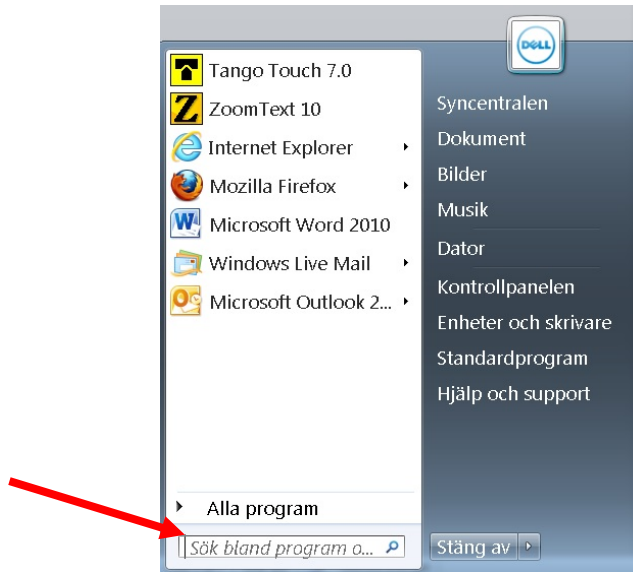 DELL
Tango Touch 7.0
ZoomText 10
Internet Explorer
Mozilla Firefox
Microsoft Word 2010
Windows Live Mail
Microsoft Outlook 2...
Alla program
Sök bland program o...
Syncentralen
Dokument
Bilder
Musik
Dator
Kontrollpanelen
Enheter och skrivare
Standardprogram
Hjälp och support
Stäng av